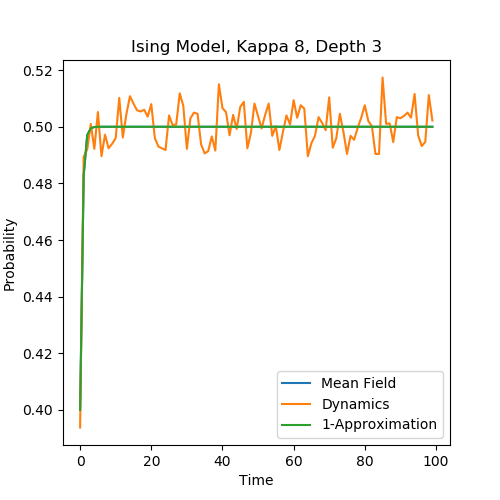 Ising Model, Kappa 8, Depth 3
0.52
0.50
0.48
0.46
0.44
0.42
0.40
Probability
0
20
40
60
80
100
Time
Mean Field
Dynamics
1-Approximation